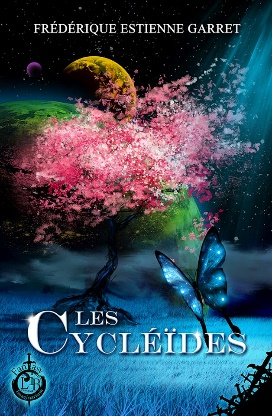 FRÉDÉRIQUE ESTIENNE GARRET
LES
CYCLÉÏDES